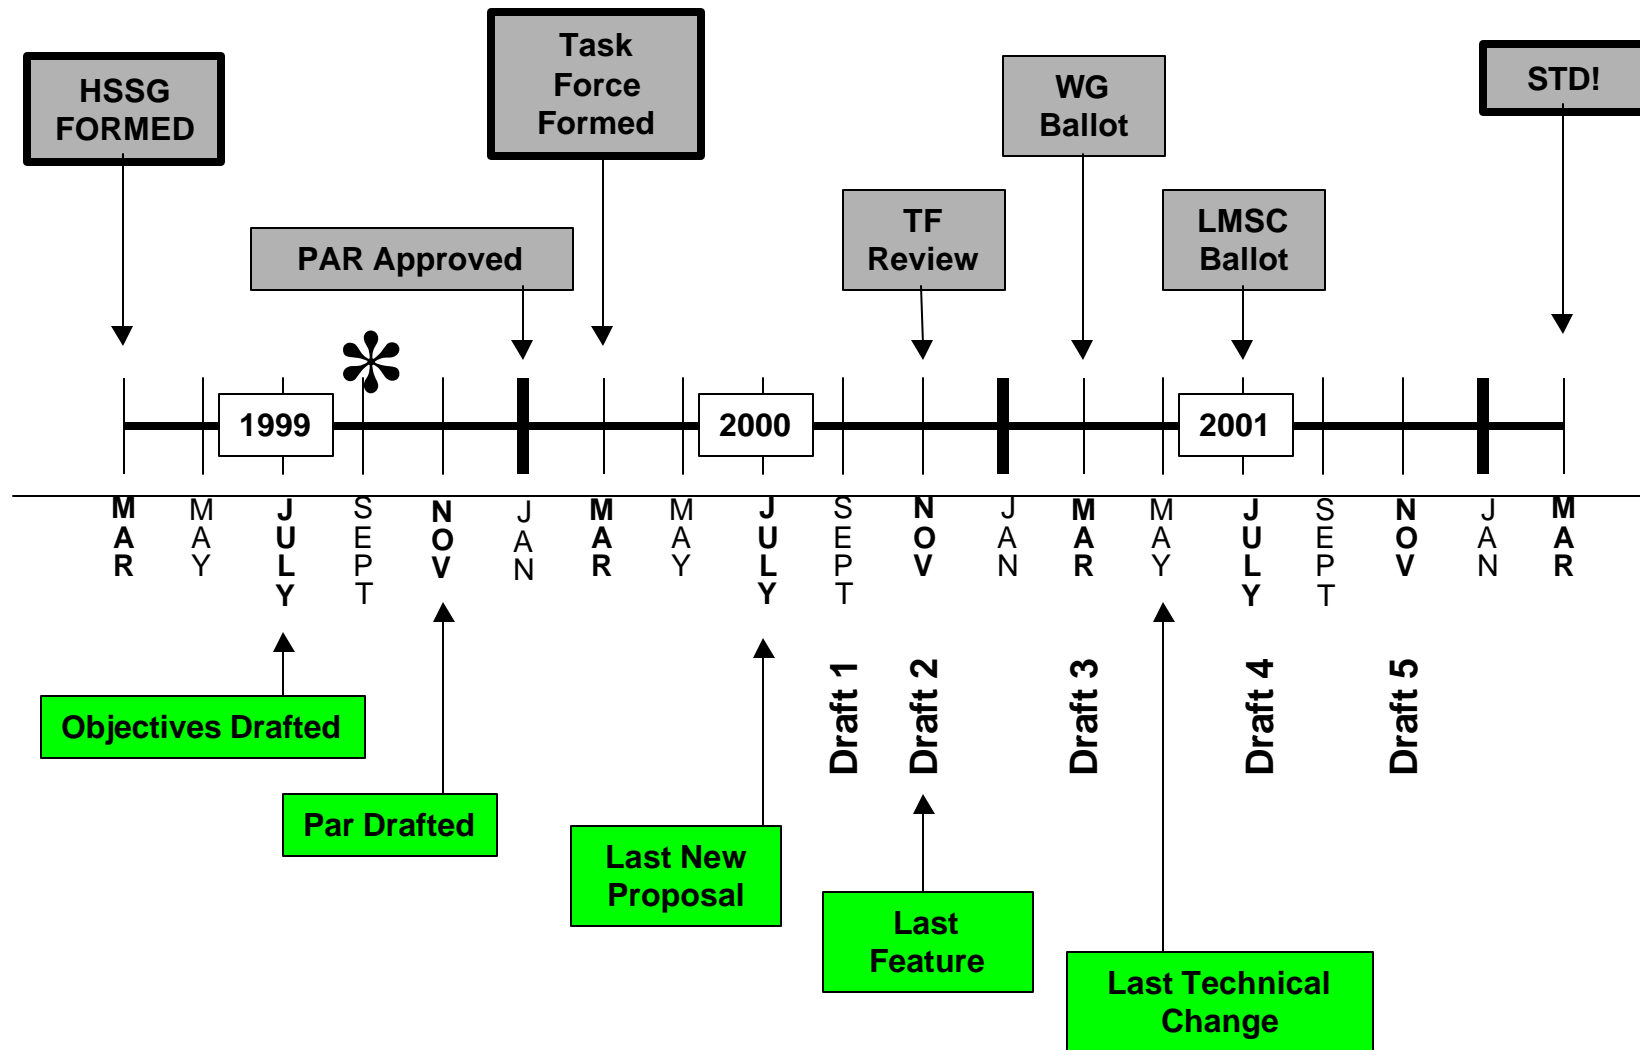 HSSG
FORMED
Task
Force
Formed
WG
Ballot
STD!
PAR Approved
TF
Review
LMSC
Ballot
1999
2000
2001
MAR
MAY
JULY
SEPT
NOV
JAN
MAR
MAY
JULY
SEPT
NOV
JAN
MAR
MAY
JULY
SEPT
NOV
JAN
MAR
Draft 1
Draft 2
Draft 3
Draft 4
Draft 5
Objectives Drafted
Par Drafted
Last New
Proposal
Last
Feature
Last Technical
Change